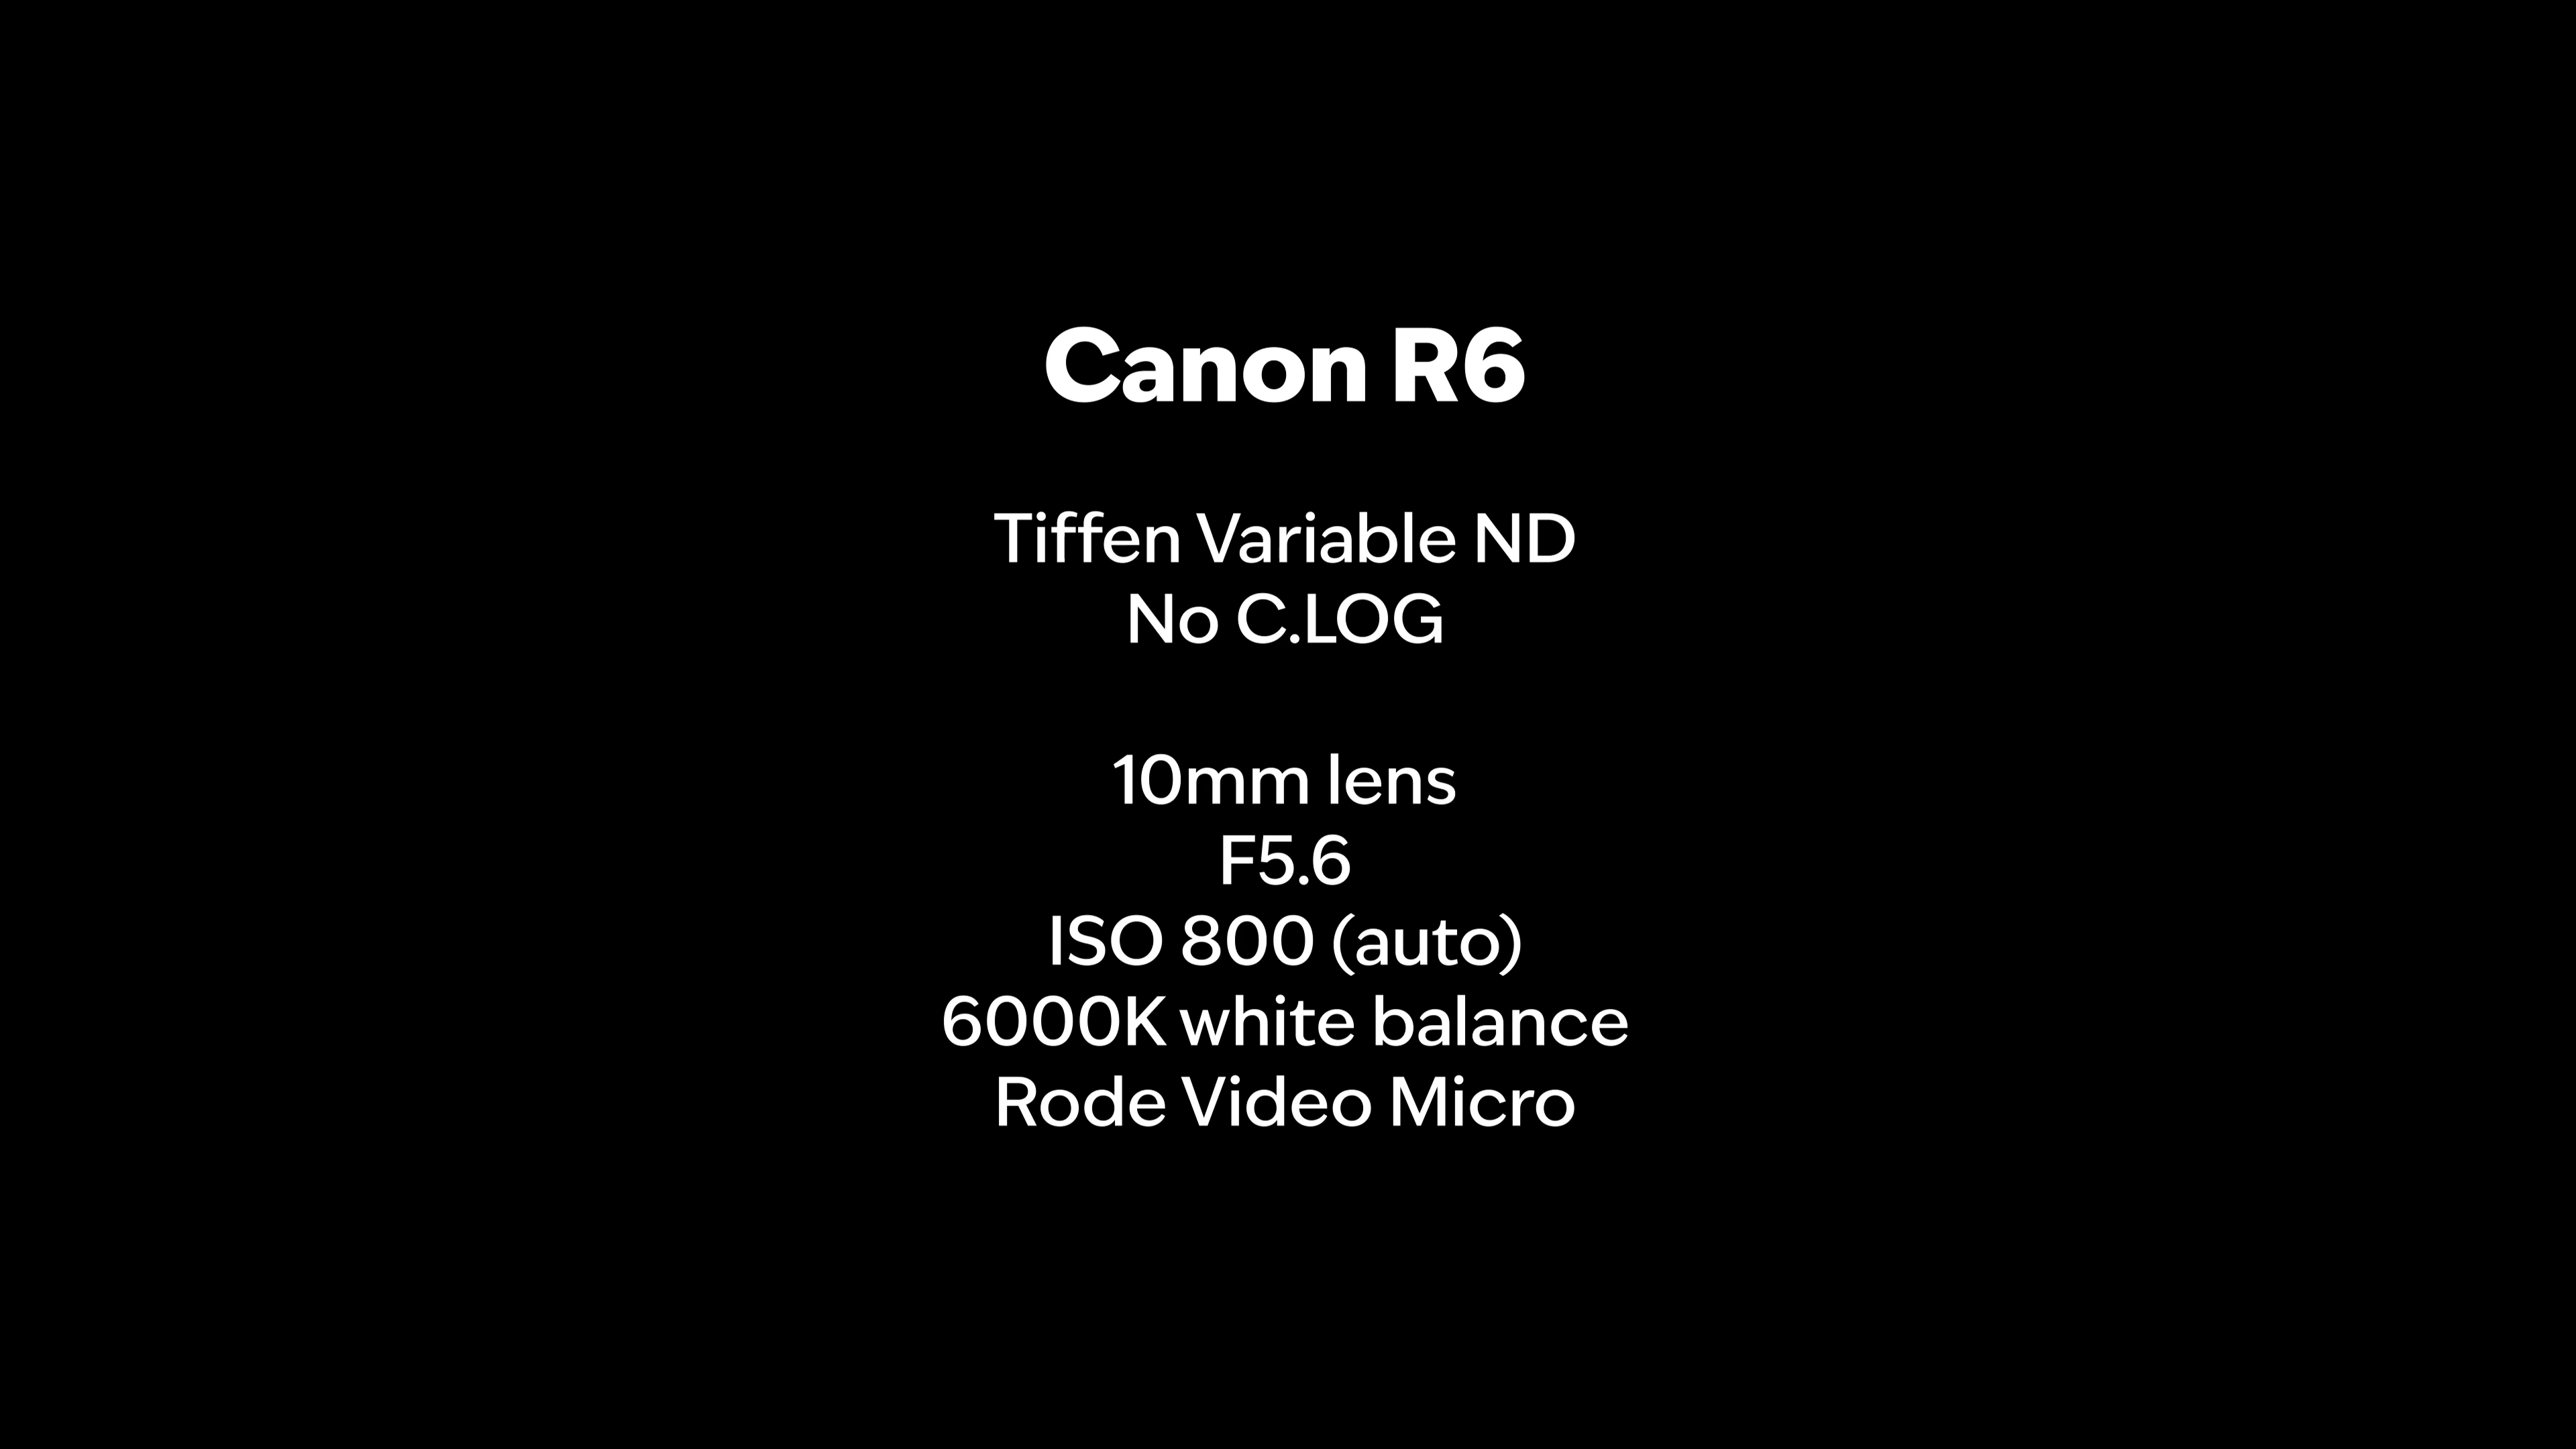 Canon R6
Tiffen Variable ND
No C.LOG
10mm lens
F5.6
ISO 800 (auto)
6000K white balance
Rode Video Micro